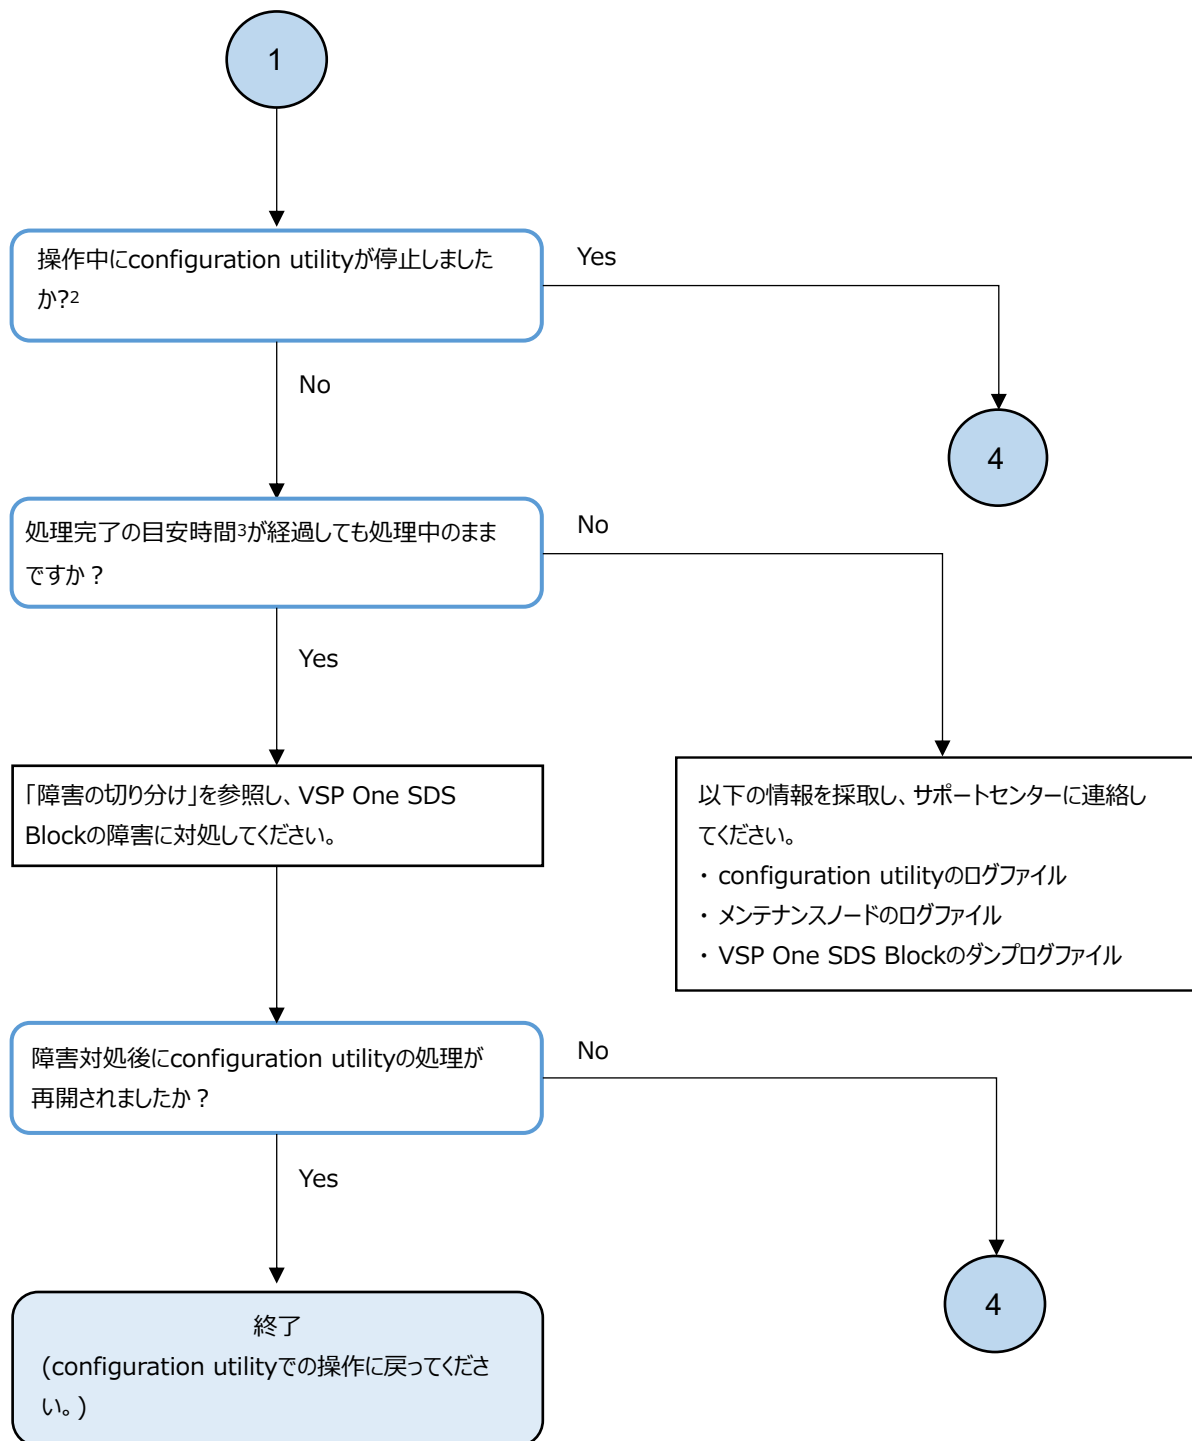 1
操作中にconfiguration utilityが停止しました
か?2
Yes
No
4
処理完了の目安時間3が経過しても処理中のまま
ですか？
No
Yes
「障害の切り分け」を参照し、VSP One SDS
Blockの障害に対処してください。
以下の情報を採取し、サポートセンターに連絡し
てください。
・ configuration utilityのログファイル
・ メンテナンスノードのログファイル
・ VSP One SDS Blockのダンプログファイル
障害対処後にconfiguration utilityの処理が
再開されましたか？
No
Yes
4
終了
(configuration utilityでの操作に戻ってくださ
い。)